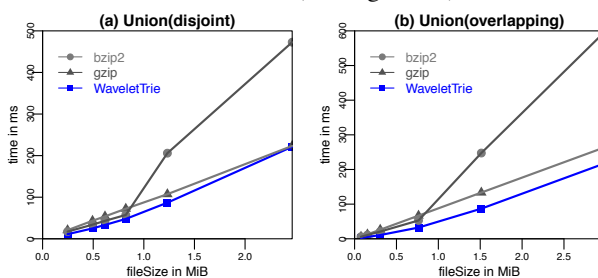 (a) Union(disjoint)
time in ms
500
400
300
200
100
0
bzip2
gzip
WaveletTrie
0.0 0.5 1.0 1.5 2.0
fileSize in MiB
(b) Union(overlapping)
time in ms
600
500
400
300
200
100
0
bzip2
gzip
WaveletTrie
0.0 0.5 1.0 1.5 2.0 2.5
fileSize in MiB